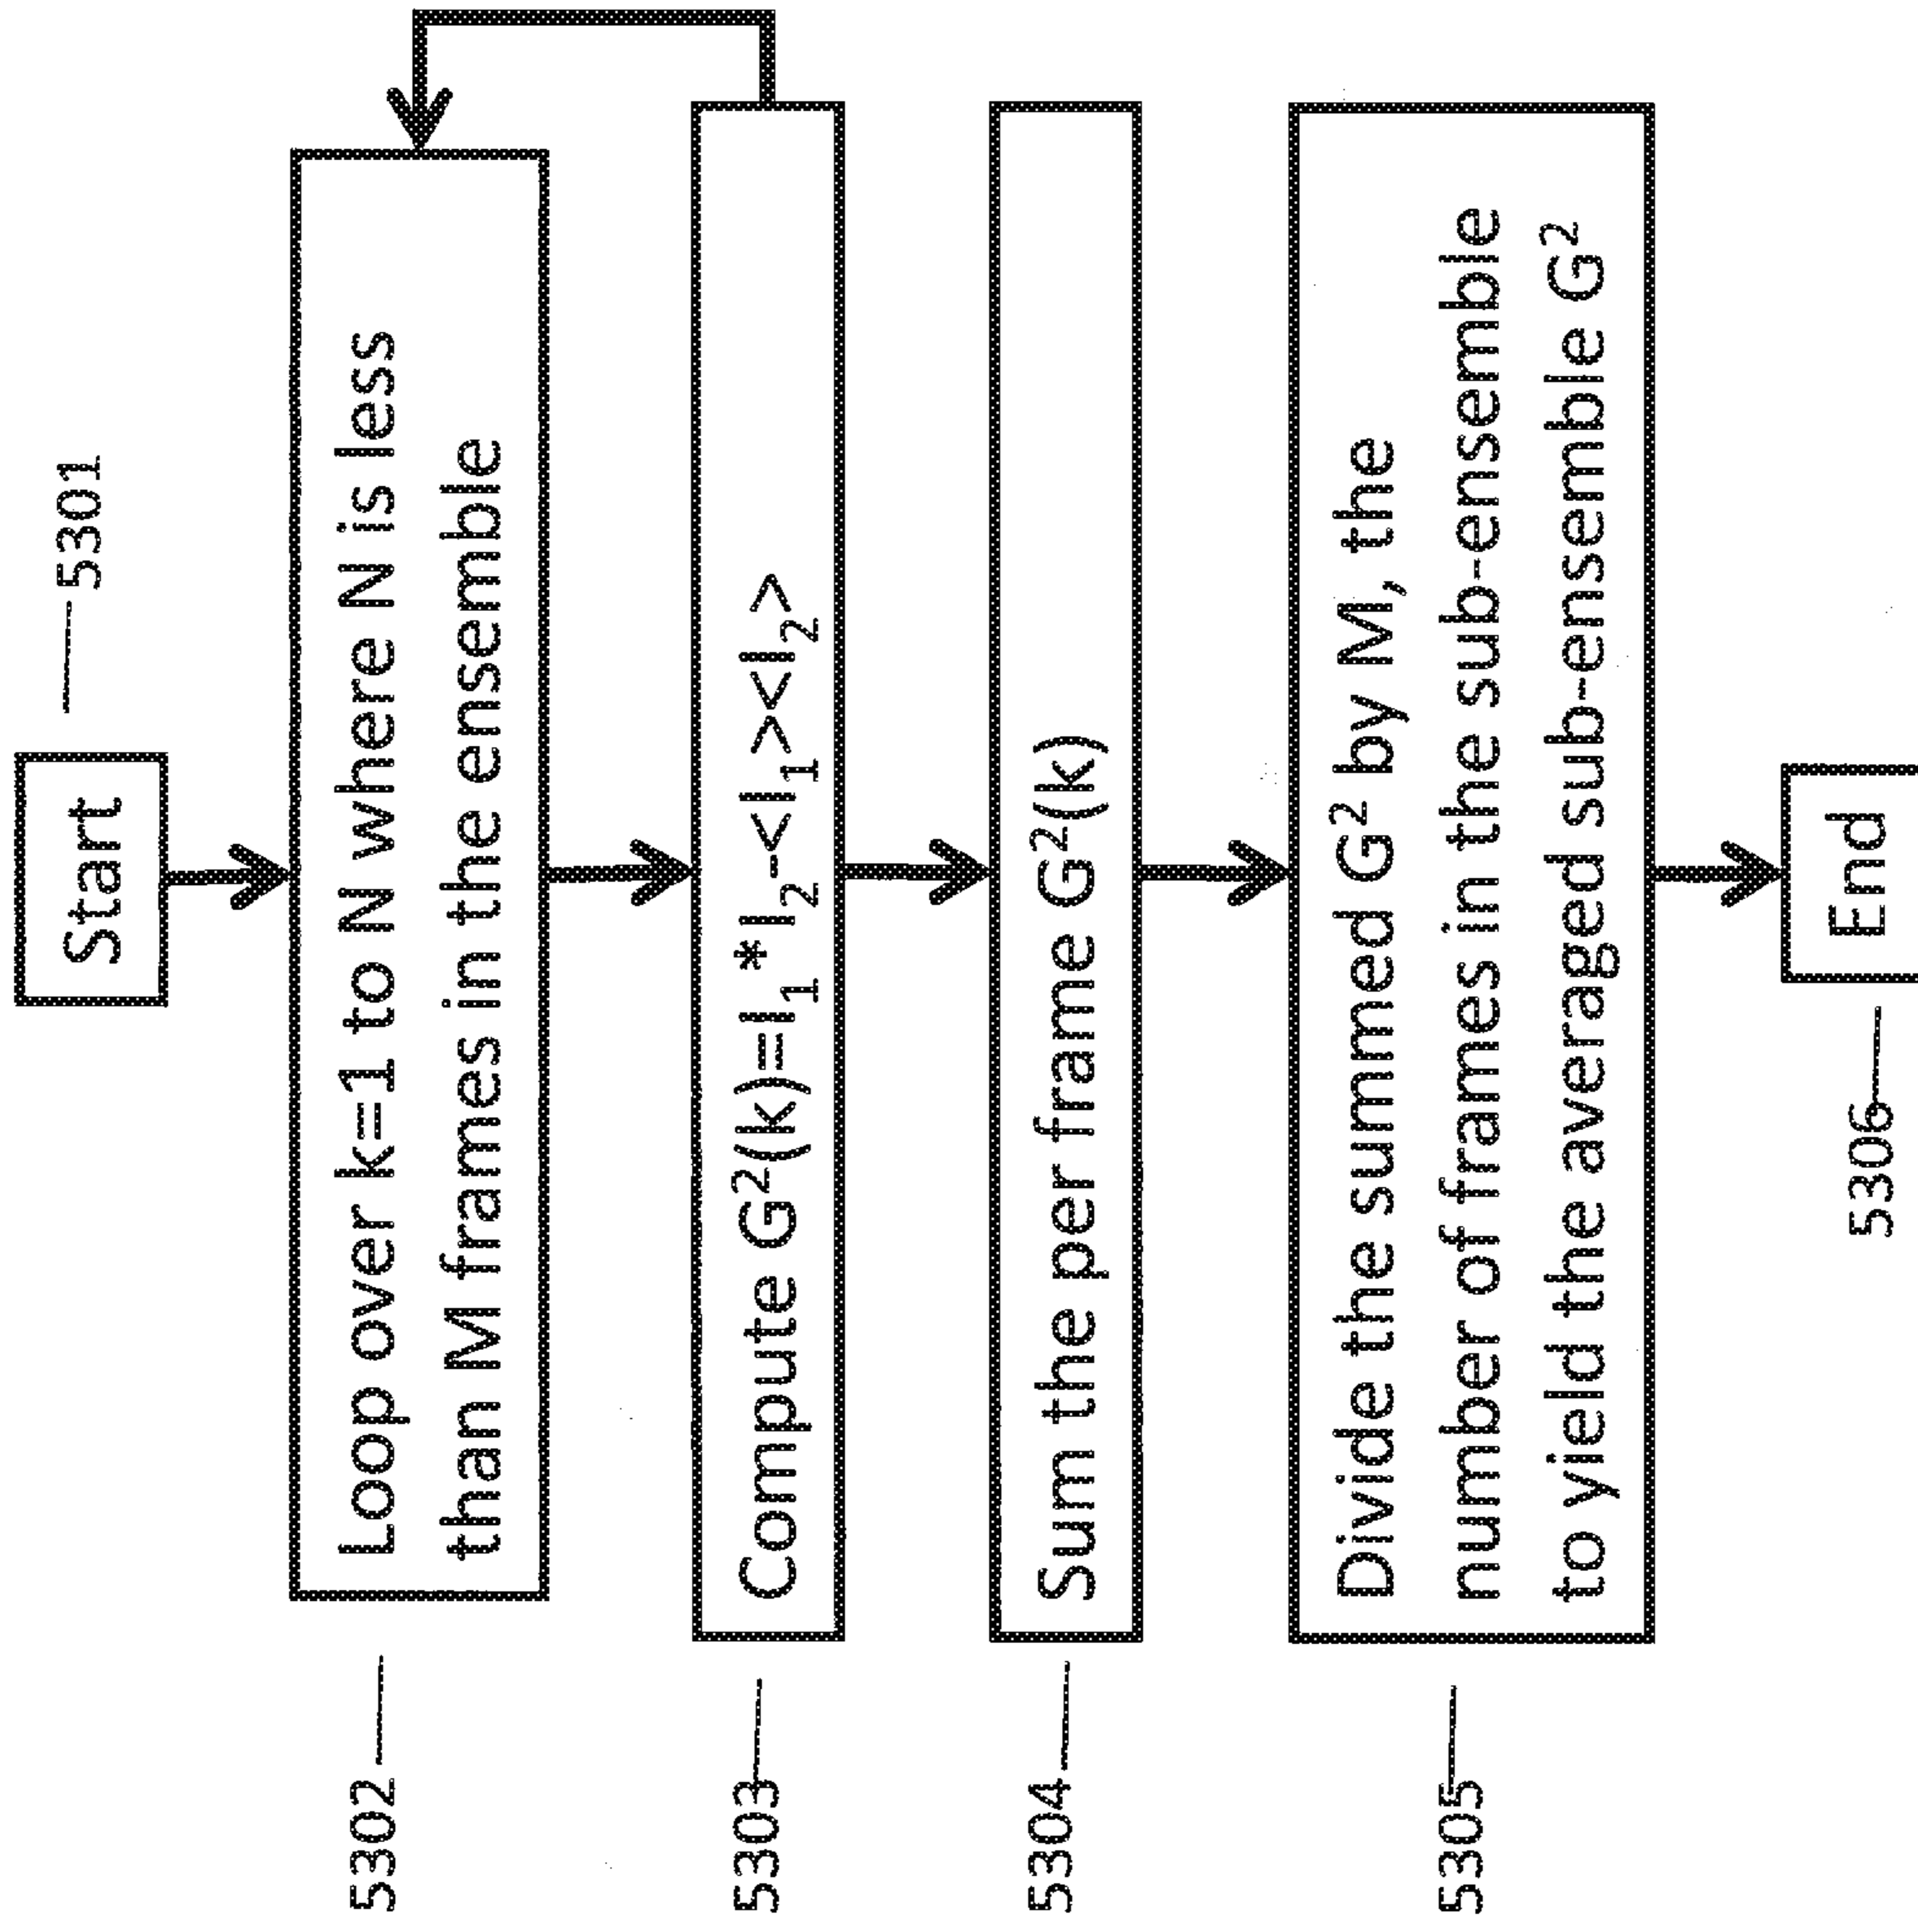 Start
5301
5302
Loop over k=1 to N where N is less
than M frames in the ensemble
5303
Compute G²(k)=I₁*I₂-<I₁><I₂>
5304
Sum the per frame G²(k)
5305
Divide the summed G² by M, the
number of frames in the sub-ensemble
to yield the averaged sub-ensemble G²
5306
End